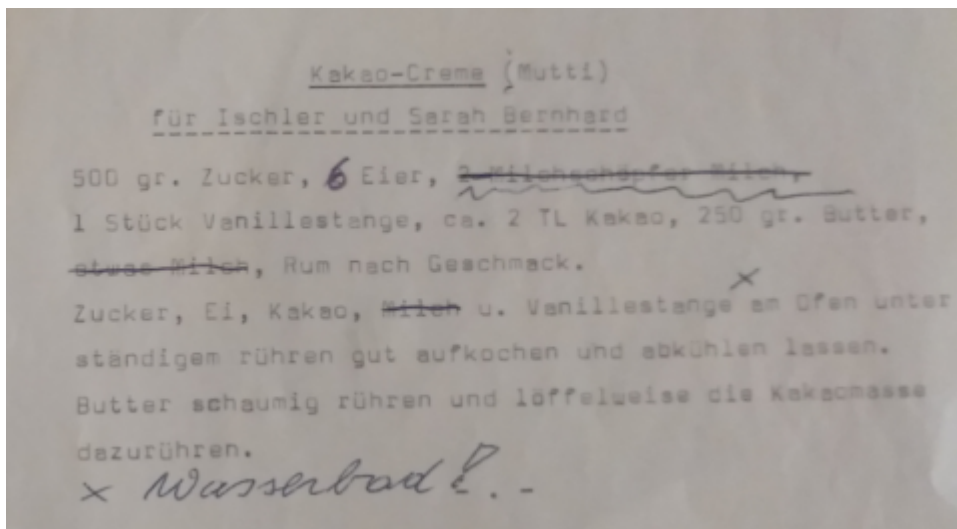 Kakao-Creme (Mutti)
für Ischler und Sarah Bernhard
500 gr. Zucker, 6 Eier, 2 Milchschöpfer Milch,
1 Stück Vanillestange, ca. 2 TL Kakao, 250 gr. Butter,
etwas Milch, Rum nach Geschmack.
Zucker, Ei, Kakao, Milch u. Vanillestange x am Ofen unter
ständigem rühren gut aufkochen und abkühlen lassen.
Butter schaumig rühren und löffelweise die Kakaomasse
dazurühren.
x Wasserbad!. -